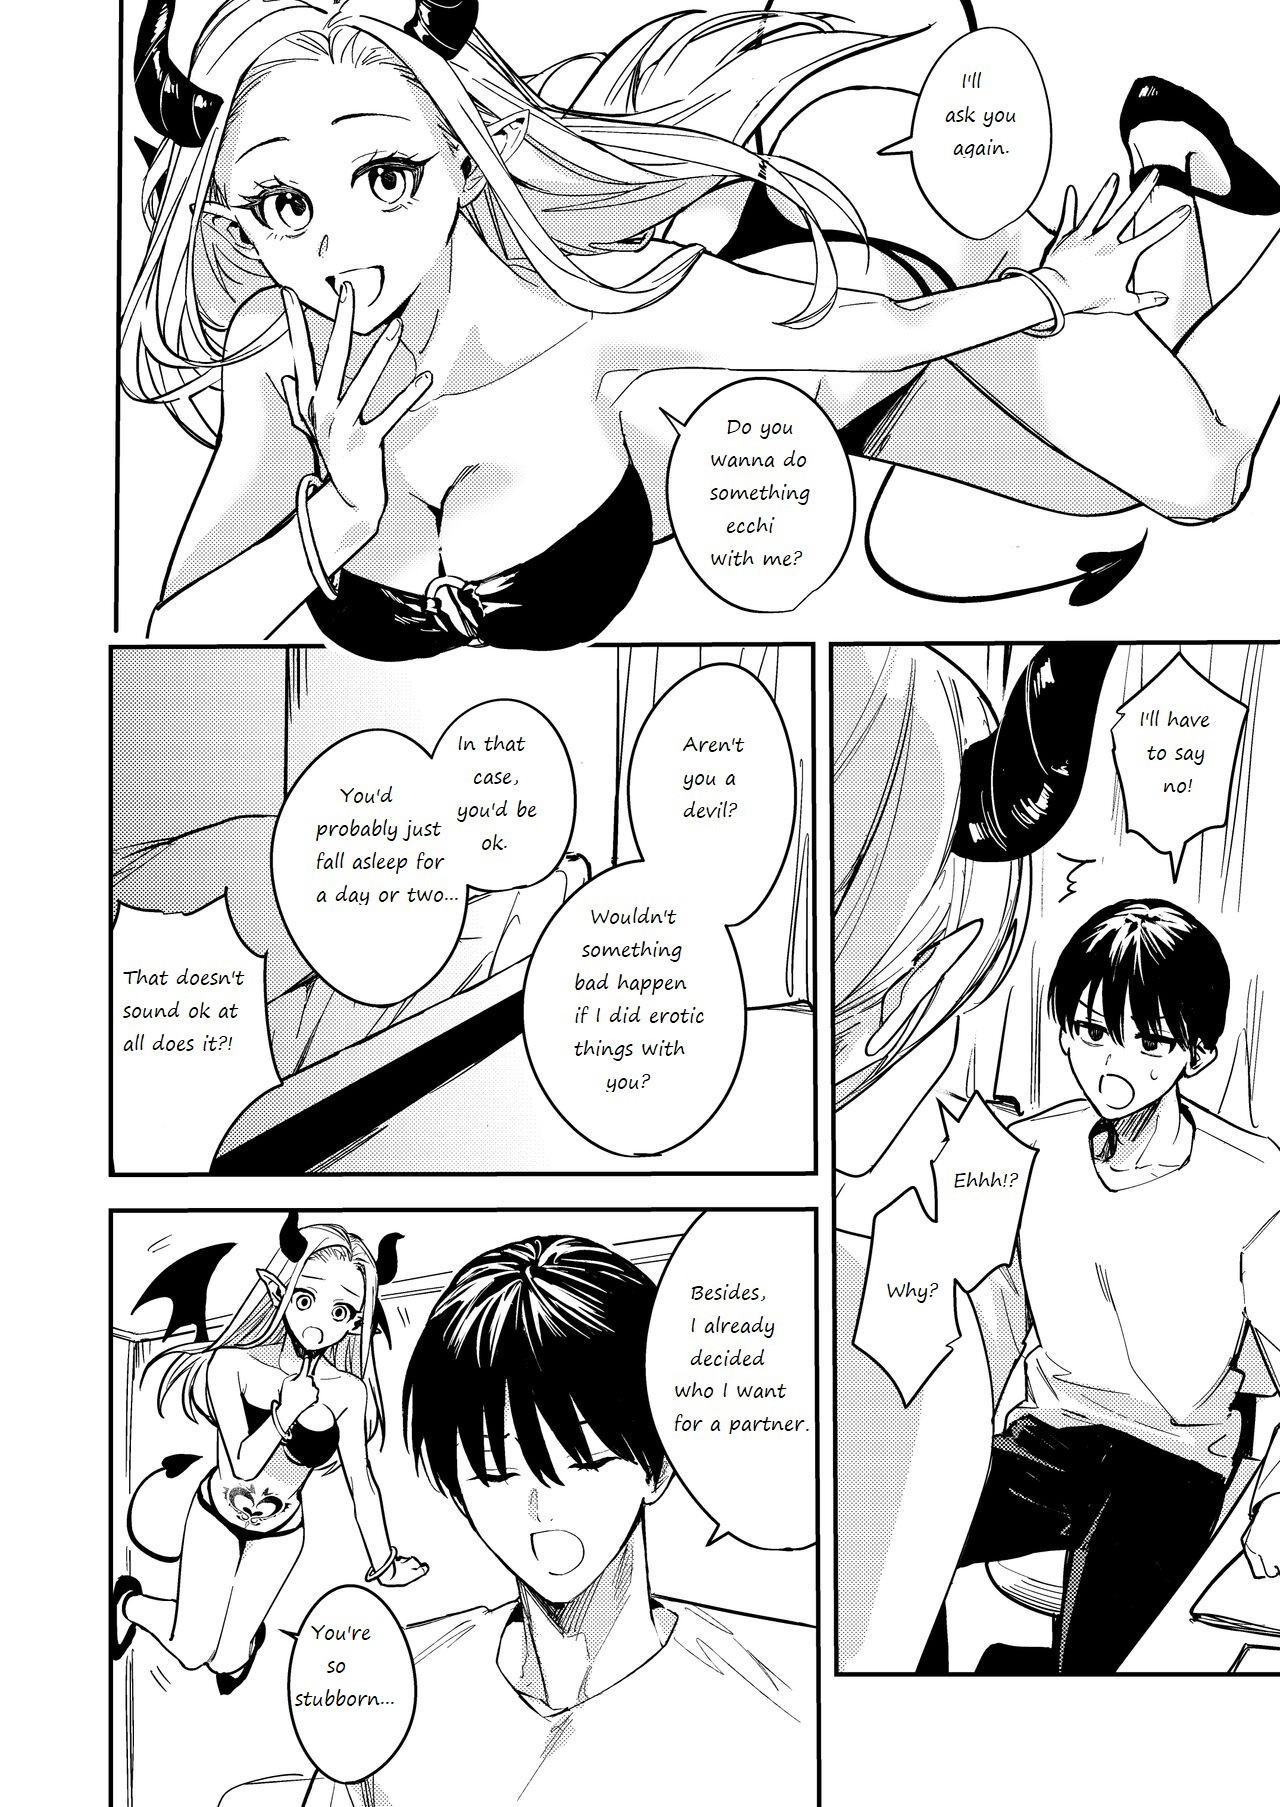 I'll
ask you
again.
Do you
wanna do
something
ecchi
with me?
I'll have
to say
no!
Ehhh!?
Why?
Aren't
you a
devil?
Wouldn't
something
bad happen
if I did erotic
things with
you?
In that
case,
you'd be
ok.
You'd
probably just
fall asleep for
a day or two...
That doesn't
sound ok at
all does it?!
Besides,
I already
decided
who I want
for a partner.
You're
so
stubborn...